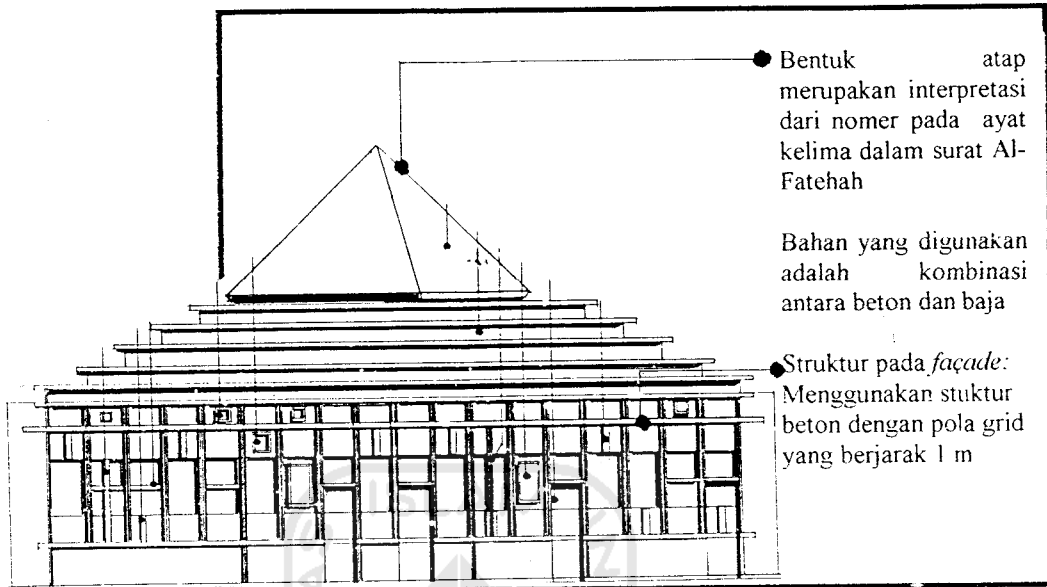 Bentuk atap
merupakan interpretasi
dari nomer pada ayat
kelima dalam surat Al-
Fatehah
Bahan yang digunakan
adalah kombinasi
antara beton dan baja
Struktur pada façade:
Menggunakan stuktur
beton dengan pola grid
yang berjarak 1 m
ISLAM